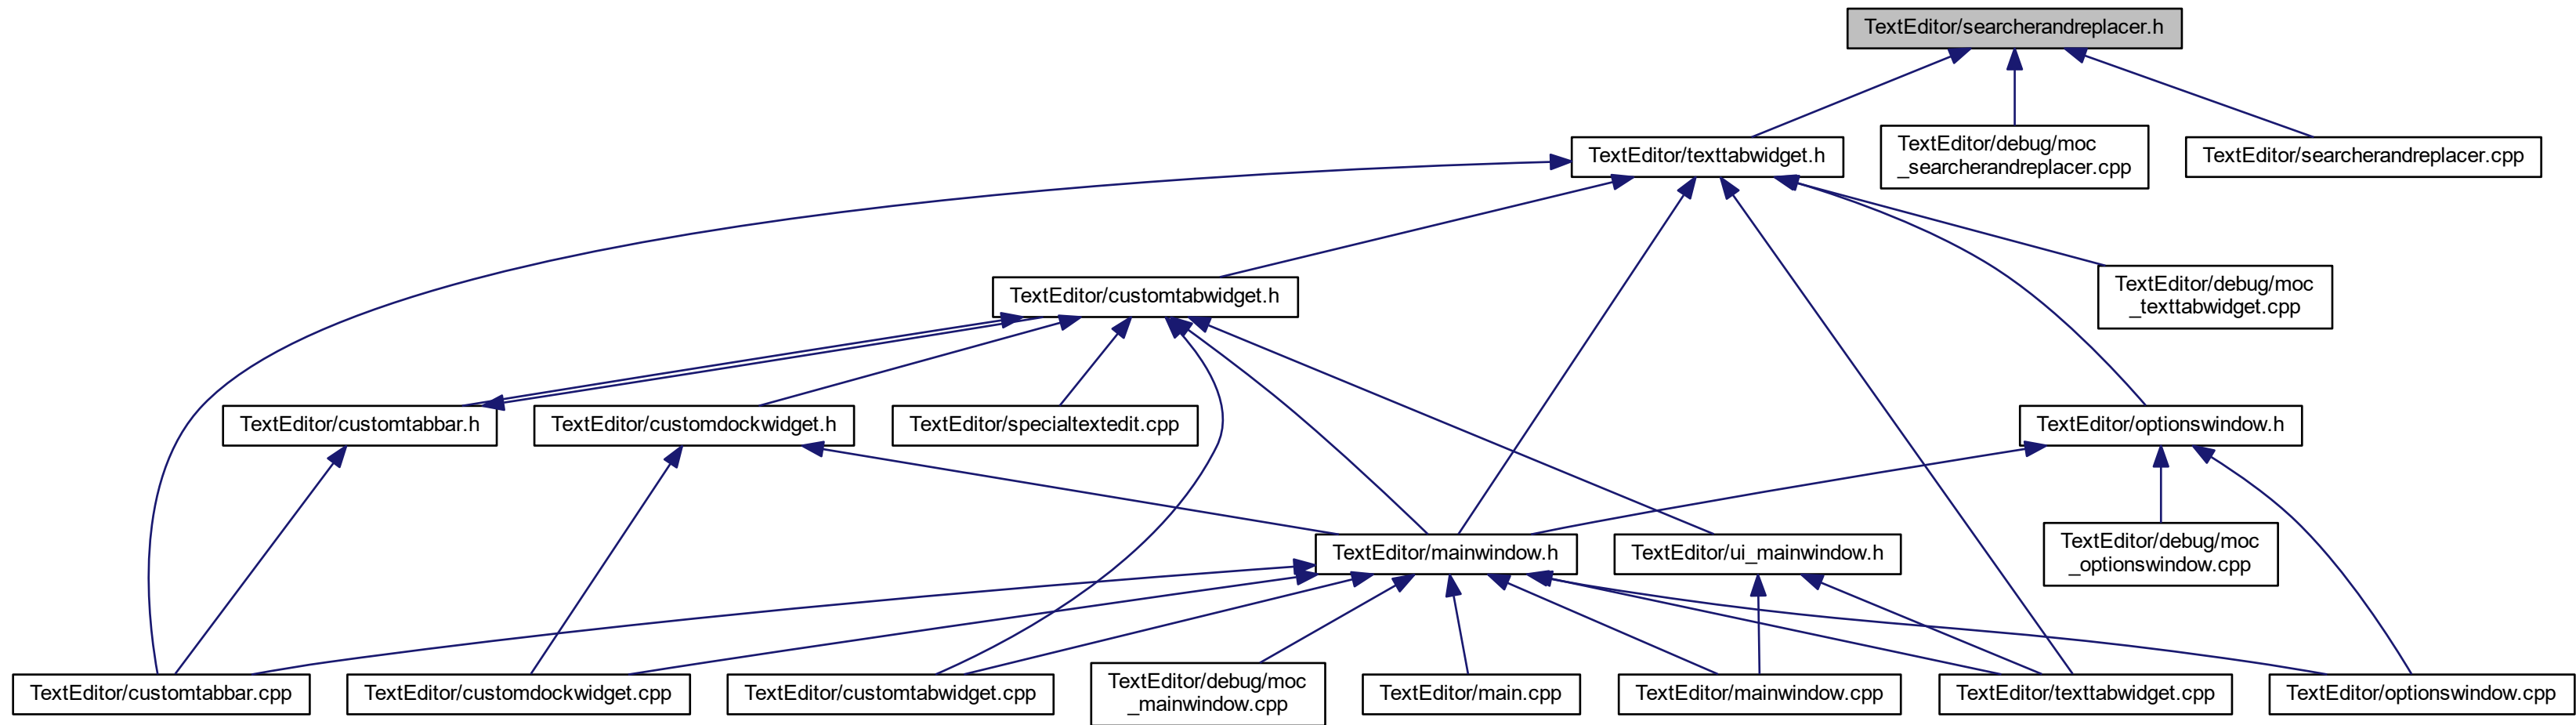 TextEditor/searcherandreplacer.h
TextEditor/texttabwidget.h
TextEditor/debug/moc
_searcherandreplacer.cpp
TextEditor/searcherandreplacer.cpp
TextEditor/customtabwidget.h
TextEditor/debug/moc
_texttabwidget.cpp
TextEditor/customtabbar.h
TextEditor/customdockwidget.h
TextEditor/specialtextedit.cpp
TextEditor/optionswindow.h
TextEditor/mainwindow.h
TextEditor/ui_mainwindow.h
TextEditor/debug/moc
_optionswindow.cpp
TextEditor/customtabbar.cpp
TextEditor/customdockwidget.cpp
TextEditor/customtabwidget.cpp
TextEditor/debug/moc
_mainwindow.cpp
TextEditor/main.cpp
TextEditor/mainwindow.cpp
TextEditor/texttabwidget.cpp
TextEditor/optionswindow.cpp